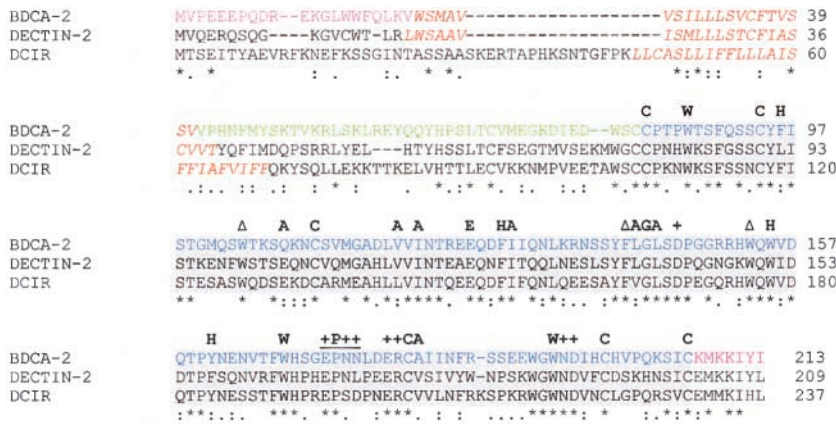 BDCA-2 MVPEEEPQDR--EKGLWWFQLKVWSMAV-------------------VSILLLSVCFTVS 39
DECTIN-2 MVQERQSQG----KGVCWT-LRLWSAAV-------------------ISMLLLSTCFIAS 36
DCIR MTSEITYAEVRFKNEFKSSGINTASSAASKERTAPHKSNTGFPKLLCASLLIFFLLLAIS 60
*. * : . : * * *:::: : . *
C W C H
BDCA-2 SVVPHNFMYSKTVKRLSKLREYQQYHPSLTCVMEGKDIED--WSCCPTPWTSFQSSCYFI 97
DECTIN-2 CVVTYQFIMDQPSRRLYEL---HTYHSSLTCFSEGTMVSEKMWGCCPNHWKSFGSSCYLI 93
DCIR FFIAFVIFFQKYSQLLEKKTTKELVHTTLECVKKNMPVEETAWSCCPKNWKSFSSNCYFI 120
.:.. :: .: : * : *.:* *. :. :.: *.***. *.** *.**:*
Δ A C A A E HA ΔAGA + Δ H
BDCA-2 STGMQSWTKSQKNCSVMGADLVVINTREEQDFIIQNLKRNSSYFLGLSDPGGRRHWQWVD 157
DECTIN-2 STKENFWSTSEQNCVQMGAHLVVINTEAEQNFITQQLNESLSYFLGLSDPQGNGKWQWID 153
DCIR STESASWQDSEKDCARMEAHLLVINTQEEQDFIFQNLQEESAYFVGLSDPEGQRHWQWVD 180
** * *:::* * *.*:****. **:** *:*:.. :**:***** *. :***:*
H W +P++ ++CA W++ C C
BDCA-2 QTPYNENVTFWHSGEPNNLDERCAIINFR-SSEEWGWNDIHCHVPQKSICKMKKIYI 213
DECTIN-2 DTPFSQNVRFWHPHEPNLPEERCVSIVYW-NPSKWGWNDVFCDSKHNSICEMKKIHL 209
DCIR QTPYNESSTFWHPREPSDPNERCVVLNFRKSPKRWGWNDVNCLGPQRSVCEMMKIHL 237
:**:.:. ***. **. :***. : : .....*****: * :.*:*:* **::